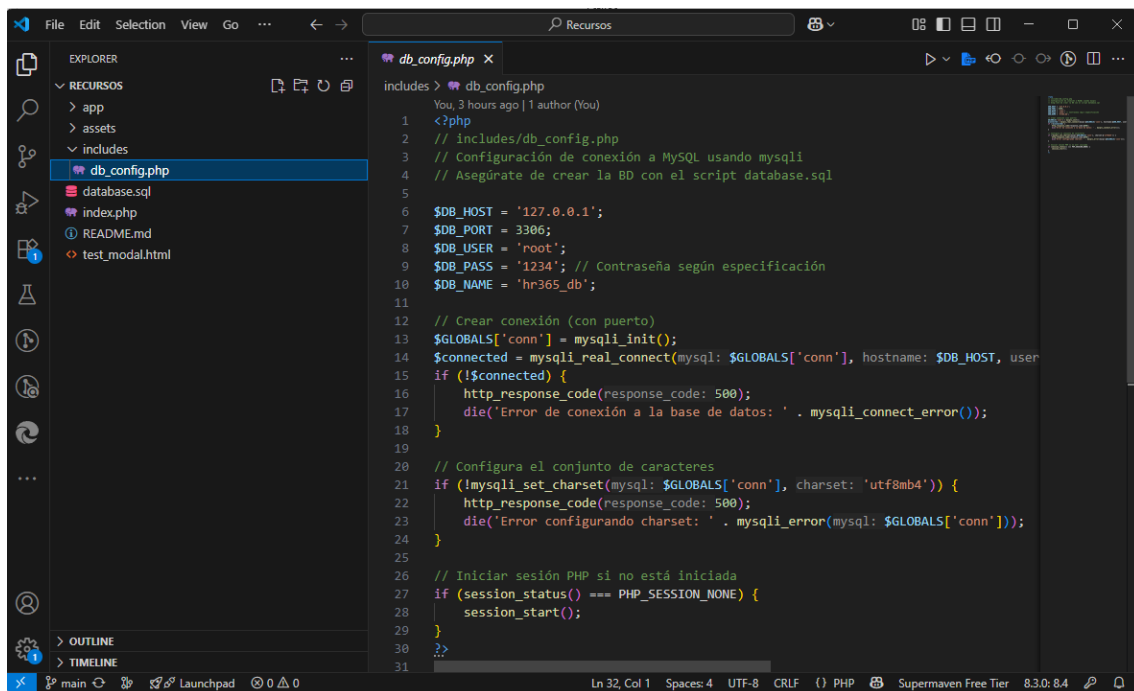 File Edit Selection View Go ··· ← → Recursos
EXPLORER ···
RECURSOS
app
assets
includes
db_config.php
database.sql
index.php
README.md
test_modal.html
OUTLINE
TIMELINE
db_config.php
includes > db_config.php
You, 3 hours ago | 1 author (You)
1 <?php
2 // includes/db_config.php
3 // Configuración de conexión a MySQL usando mysqli
4 // Asegúrate de crear la BD con el script database.sql
5
6 $DB_HOST = '127.0.0.1';
7 $DB_PORT = 3306;
8 $DB_USER = 'root';
9 $DB_PASS = '1234'; // Contraseña según especificación
10 $DB_NAME = 'hr365_db';
11
12 // Crear conexión (con puerto)
13 $GLOBALS['conn'] = mysqli_init();
14 $connected = mysqli_real_connect(mysql: $GLOBALS['conn'], hostname: $DB_HOST, user
15 if (!$connected) {
16     http_response_code(response_code: 500);
17     die('Error de conexión a la base de datos: ' . mysqli_connect_error());
18 }
19
20 // Configura el conjunto de caracteres
21 if (!mysqli_set_charset(mysql: $GLOBALS['conn'], charset: 'utf8mb4')) {
22     http_response_code(response_code: 500);
23     die('Error configurando charset: ' . mysqli_error(mysql: $GLOBALS['conn']));
24 }
25
26 // Iniciar sesión PHP si no está iniciada
27 if (session_status() === PHP_SESSION_NONE) {
28     session_start();
29 }
30 ?>
31
1
1
main Launchpad 0 0 Ln 32, Col 1 Spaces: 4 UTF-8 CRLF {} PHP Supermaven Free Tier 8.3.0: 8.4